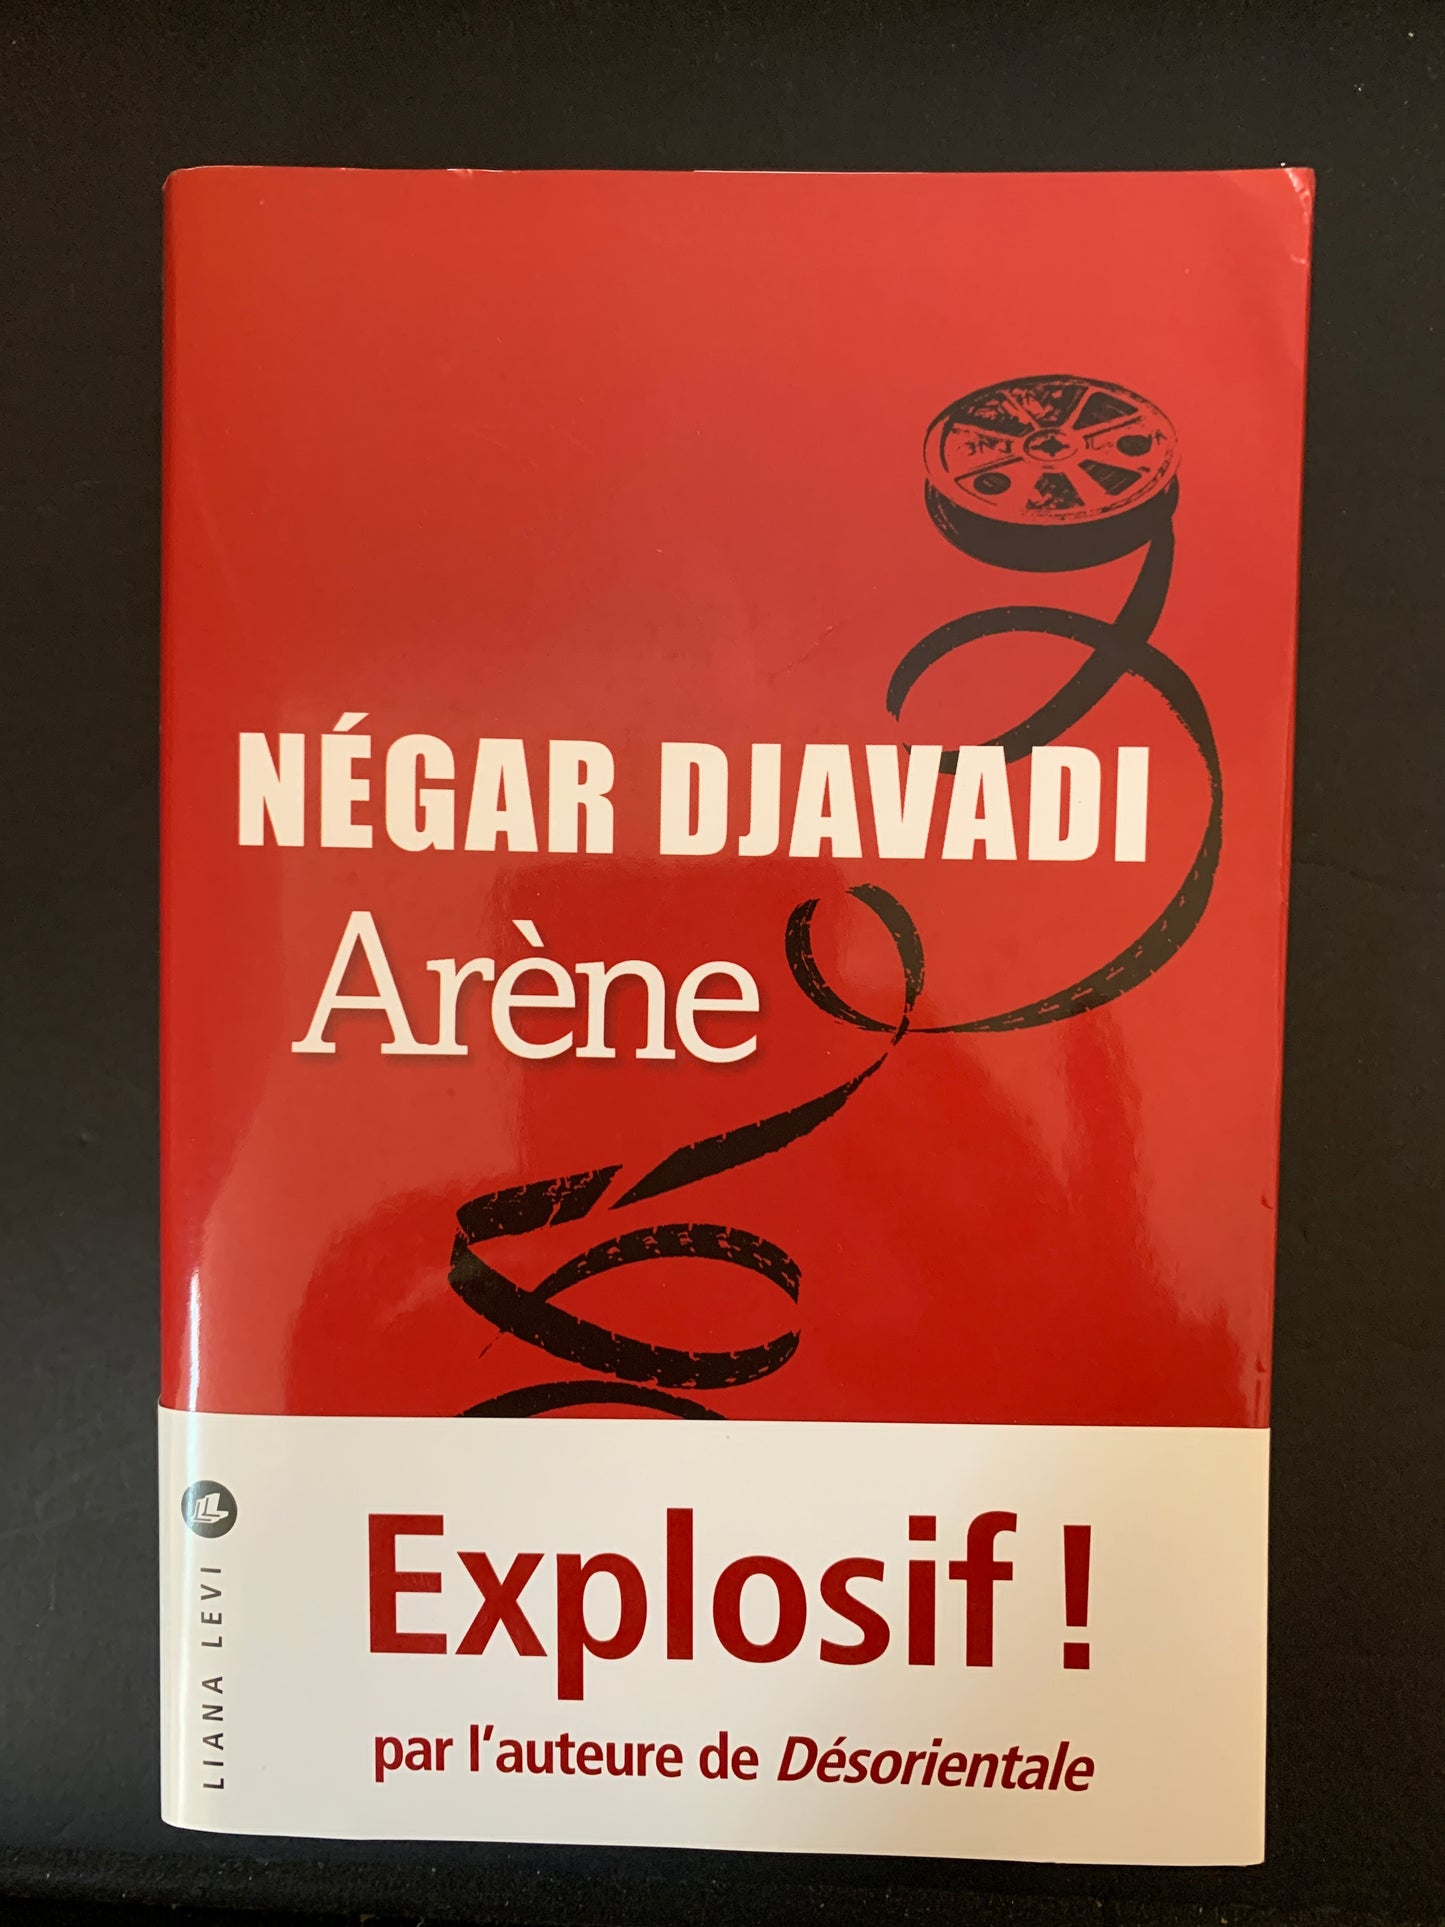 NÉGAR DJAVADI
Arène
Explosif !
par l'auteure de Désorientale
LIANA LEVI